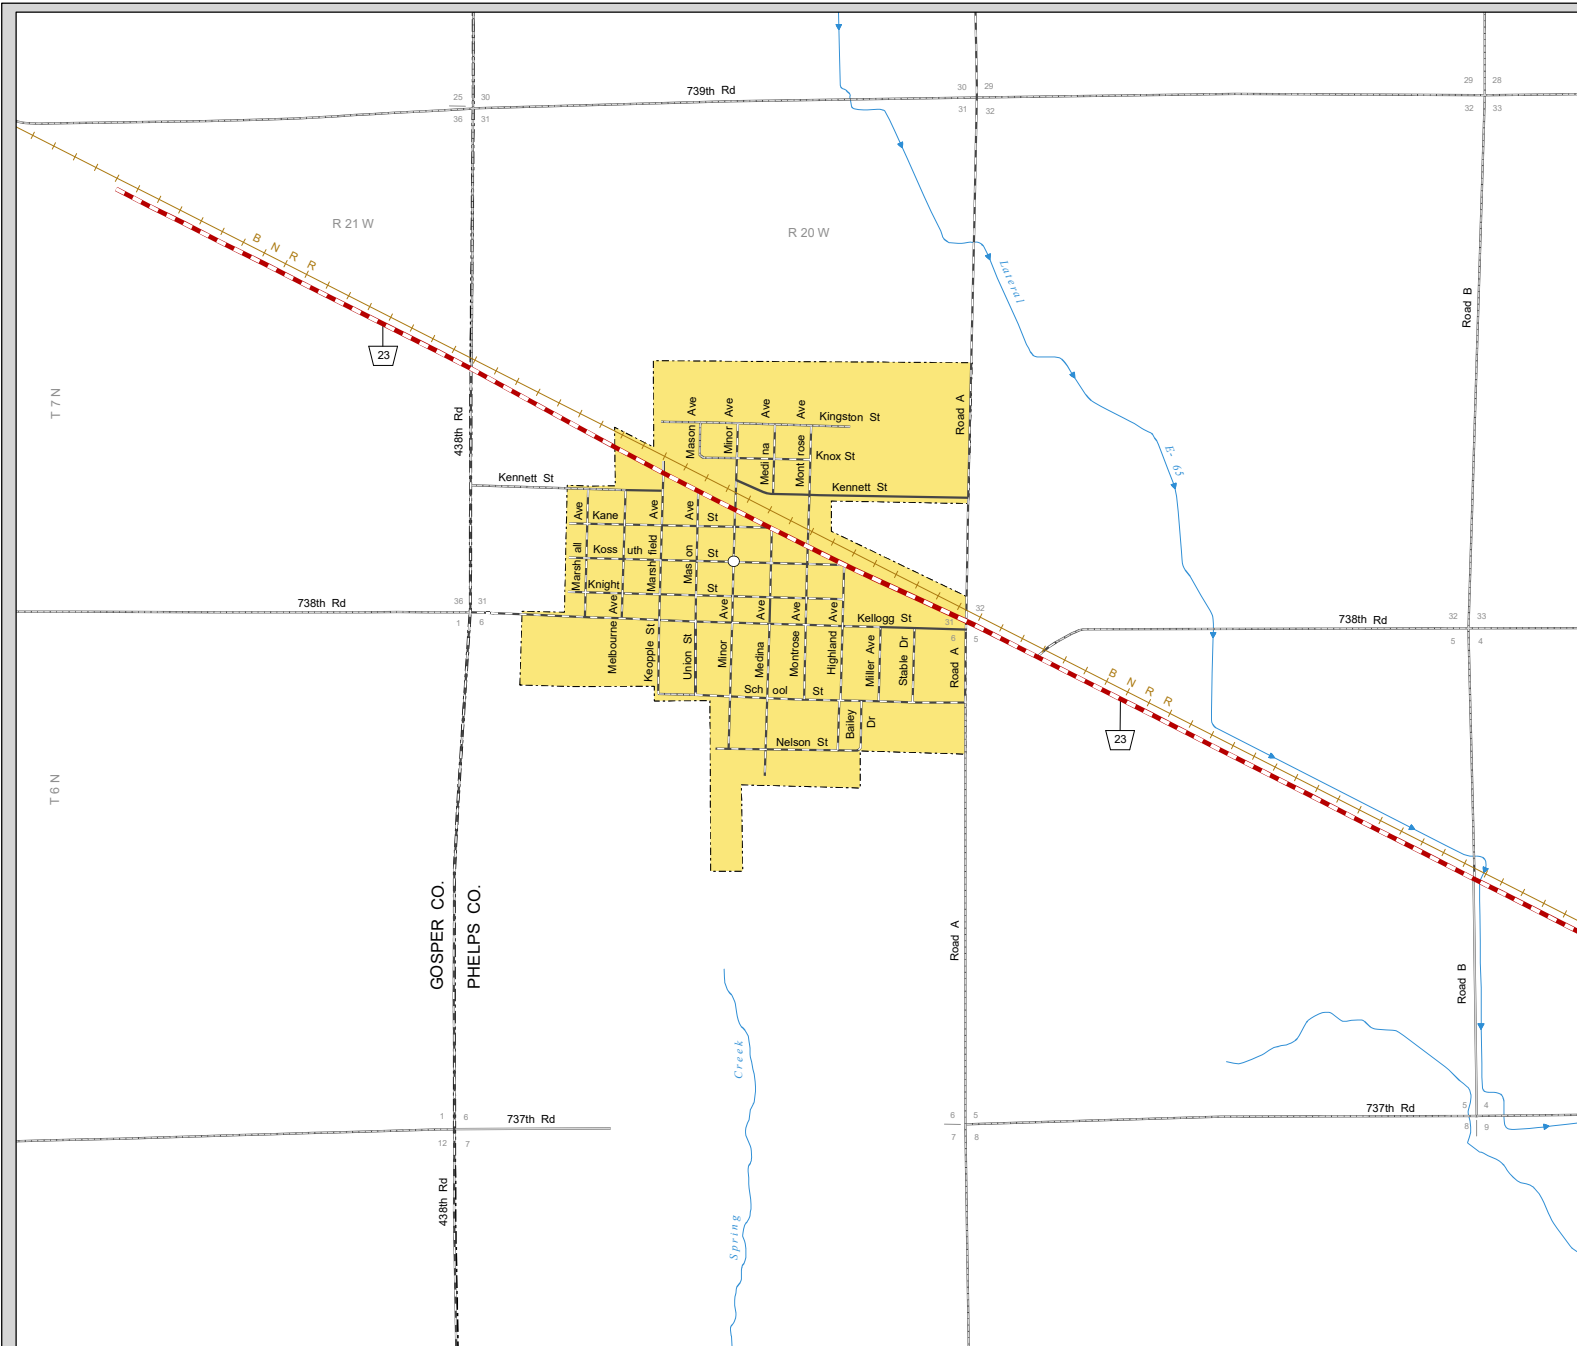 739th Rd
25 30
36 31
30 29
31 32
29 28
32 33
R 21 W
R 20 W
B N R R
Lateral
23
Road B
T 7 N
438th Rd
Road A
Mason Ave
Minor Ave
Medina Ave
Montrose Ave
Kingston St
Knox St
Kennett St
Kennett St
E- 65
Marshall Ave
Kane St
Marshfield Ave
Mason Ave
Kossuth St
Knight St
738th Rd
36 31
1 6
Melbourne Ave
Keopple St
Union St
Minor Ave
Medina Ave
Montrose Ave
Highland Ave
Kellogg St
Miller Ave
Stable Dr
Road A
31 32
6 5
738th Rd
32 33
5 4
School St
B N R R
23
Bailey Dr
Nelson St
T 6 N
GOSPER CO.
PHELPS CO.
Road A
Road B
Spring Creek
737th Rd
1 6
12 7
6 5
7 8
737th Rd
5 4
8 9
438th Rd